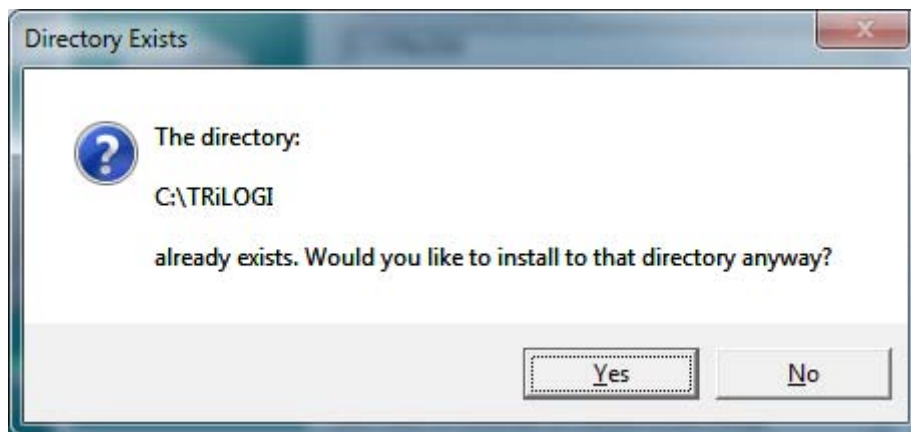 Directory Exists
The directory:
C:\TRiLOGI
already exists. Would you like to install to that directory anyway?
Yes
No